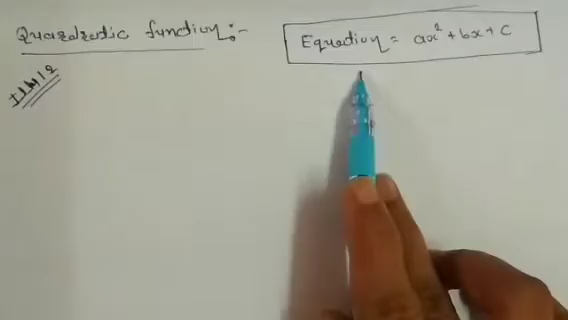 Quadratic function:-
Equation = ax² + bx + c